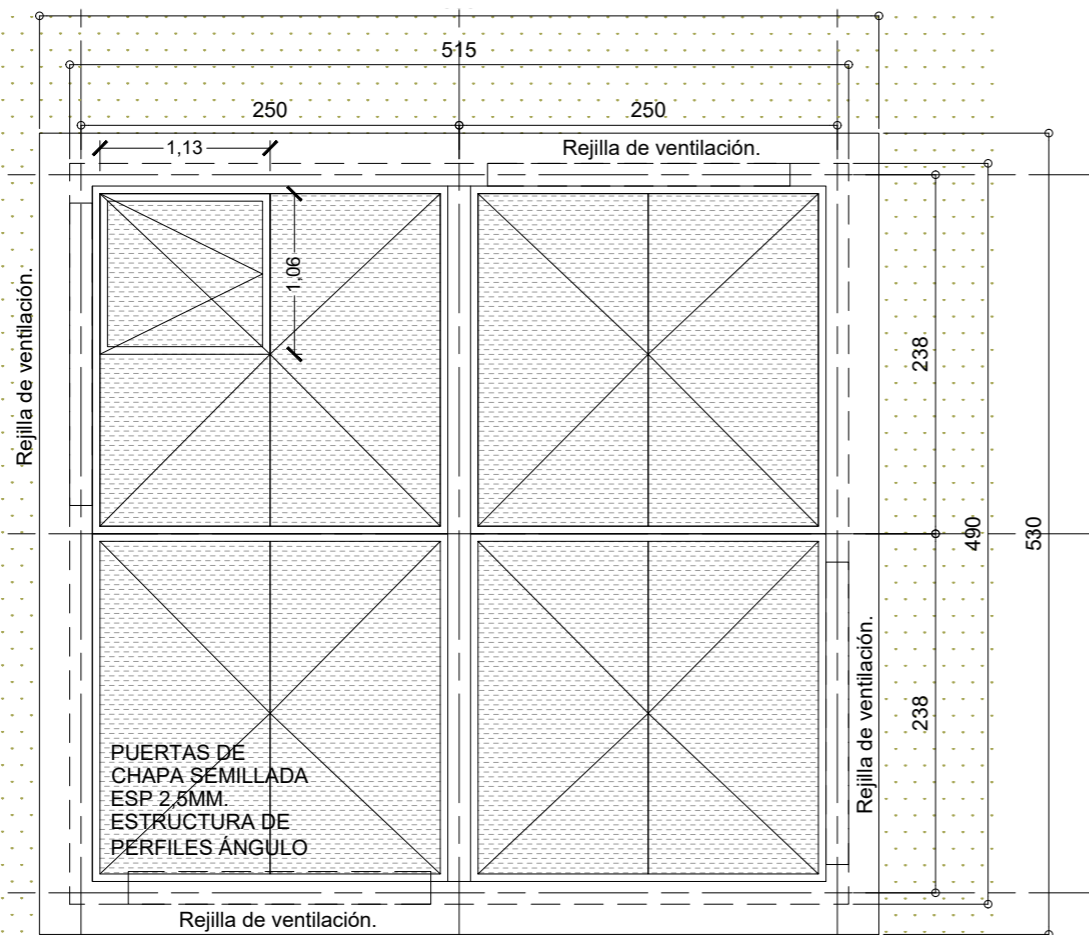 515
250
250
1,13
Rejilla de ventilación.
1,06
Rejilla de ventilación.
238
490
530
238
Rejilla de ventilación.
PUERTAS DE
CHAPA SEMILLADA
ESP 2,5MM.
ESTRUCTURA DE
PERFILES ÁNGULO
Rejilla de ventilación.